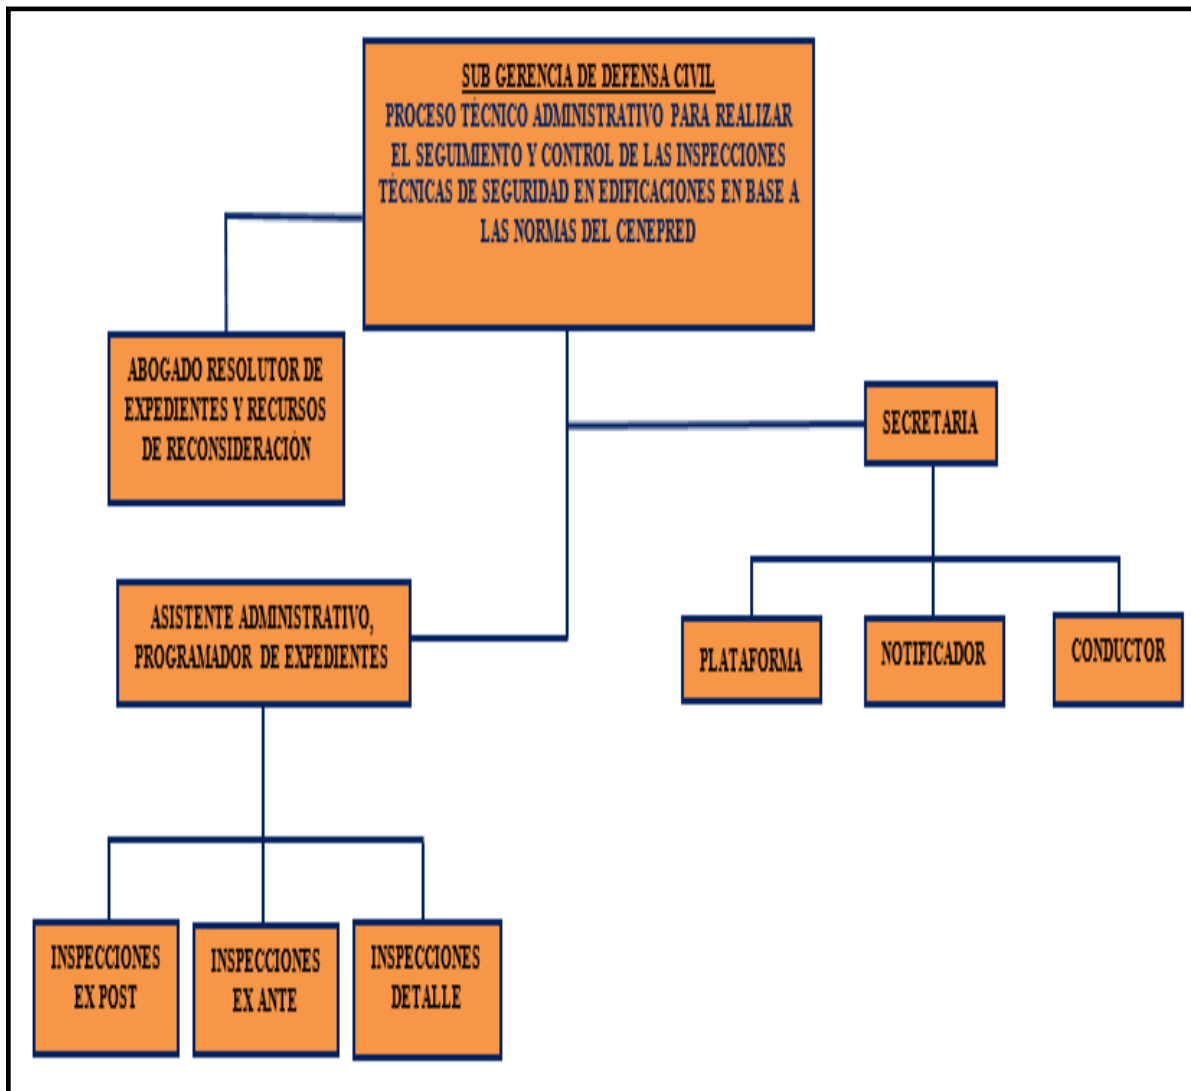 SUB GERENCIA DE DEFENSA CIVIL
PROCESO TÉCNICO ADMINISTRATIVO PARA REALIZAR
EL SEGUIMIENTO Y CONTROL DE LAS INSPECCIONES
TÉCNICAS DE SEGURIDAD EN EDIFICACIONES EN BASE A
LAS NORMAS DEL CENEPRED
ABOGADO RESOLUTOR DE
EXPEDIENTES Y RECURSOS
DE RECONSIDERACIÓN
SECRETARIA
ASISTENTE ADMINISTRATIVO,
PROGRAMADOR DE EXPEDIENTES
PLATAFORMA
NOTIFICADOR
CONDUCTOR
INSPECCIONES
EX POST
INSPECCIONES
EX ANTE
INSPECCIONES
DETALLE